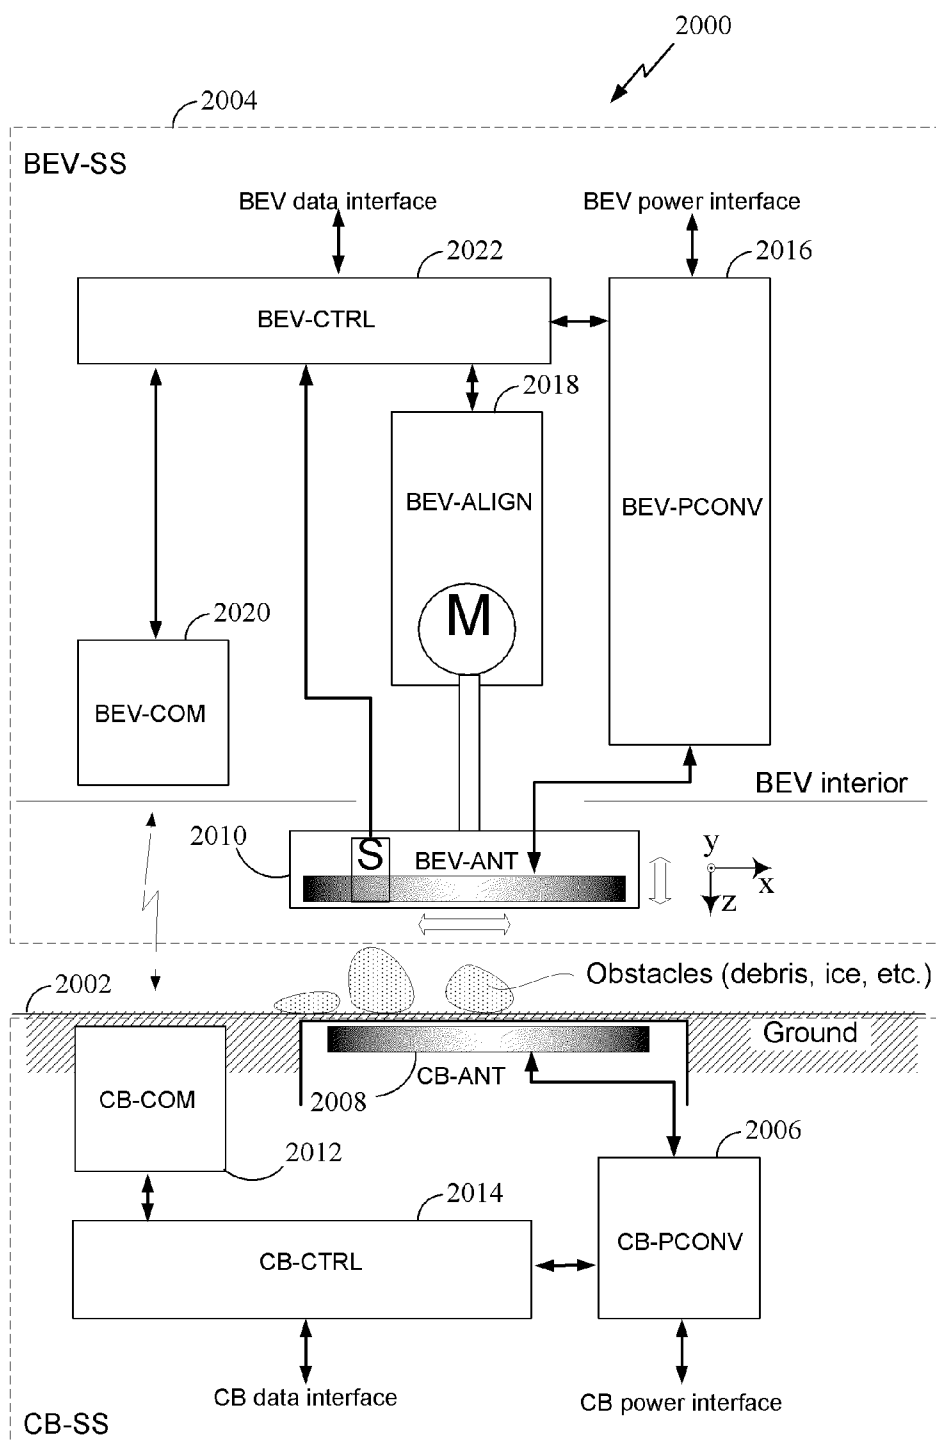 2000
2004
BEV-SS
BEV data interface
BEV power interface
2022
2016
BEV-CTRL
2018
BEV-ALIGN
BEV-PCONV
M
2020
BEV-COM
BEV interior
2010
S
BEV-ANT
y
x
z
Obstacles (debris, ice, etc.)
2002
Ground
CB-ANT
2008
CB-COM
2012
2006
2014
CB-PCONV
CB-CTRL
CB data interface
CB power interface
CB-SS